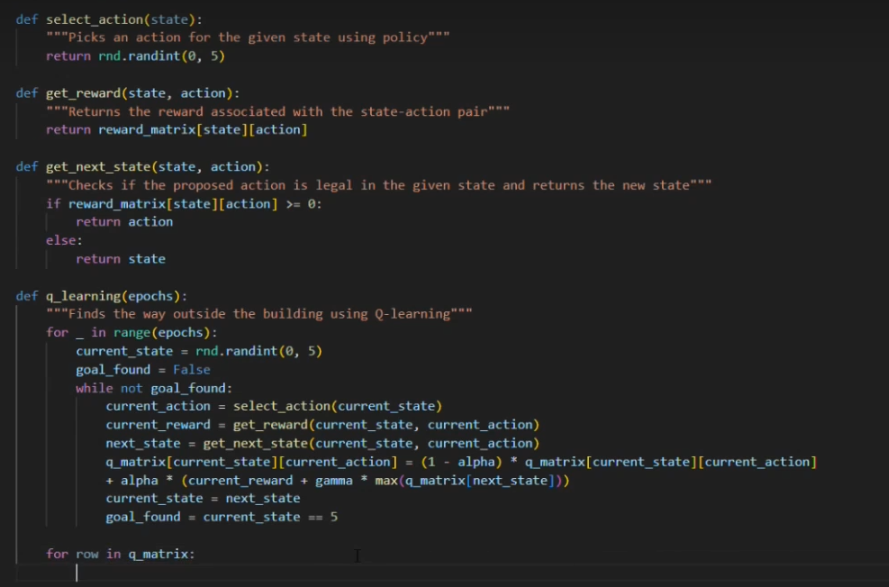 def select_action(state):
    """Picks an action for the given state using policy"""
    return rnd.randint(0, 5)
def get_reward(state, action):
    """Returns the reward associated with the state-action pair"""
    return reward_matrix[state][action]
def get_next_state(state, action):
    """Checks if the proposed action is legal in the given state and returns the new state"""
    if reward_matrix[state][action] >= 0:
        return action
    else:
        return state
def q_learning(epochs):
    """Finds the way outside the building using Q-learning"""
    for _ in range(epochs):
        current_state = rnd.randint(0, 5)
        goal_found = False
        while not goal_found:
            current_action = select_action(current_state)
            current_reward = get_reward(current_state, current_action)
            next_state = get_next_state(current_state, current_action)
            q_matrix[current_state][current_action] = (1 - alpha) * q_matrix[current_state][current_action]
            + alpha * (current_reward + gamma * max(q_matrix[next_state]))
            current_state = next_state
            goal_found = current_state == 5
    for row in q_matrix: